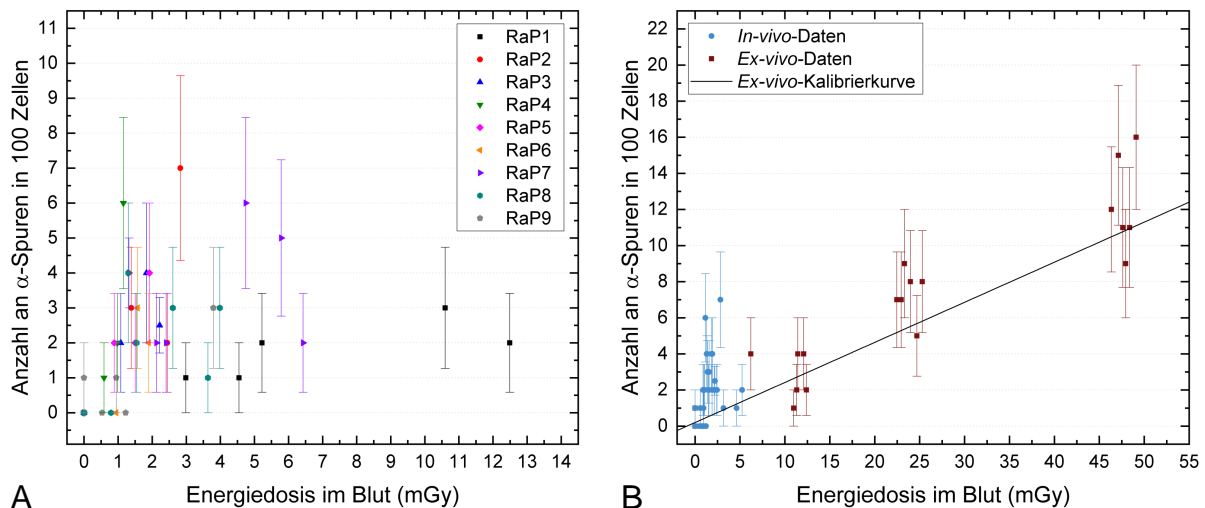 Anzahl an α-Spuren in 100 Zellen
11
10
9
8
7
6
5
4
3
2
1
0
RaP1
RaP2
RaP3
RaP4
RaP5
RaP6
RaP7
RaP8
RaP9
0 1 2 3 4 5 6 7 8 9 10 11 12 13 14
Energiedosis im Blut (mGy)
A
Anzahl an α-Spuren in 100 Zellen
22
20
18
16
14
12
10
8
6
4
2
0
In-vivo-Daten
Ex-vivo-Daten
Ex-vivo-Kalibrierkurve
0 5 10 15 20 25 30 35 40 45 50 55
Energiedosis im Blut (mGy)
B